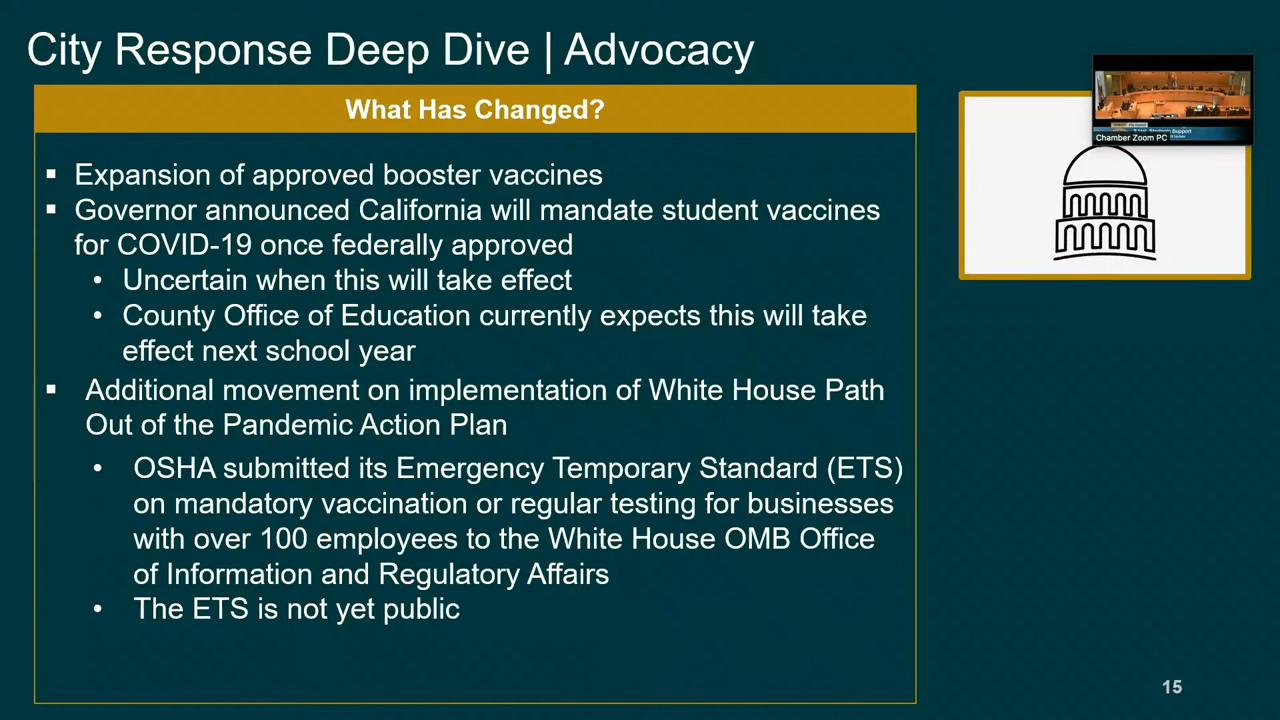 City Response Deep Dive | Advocacy
What Has Changed?
Chamber Zoom PC
▪ Expansion of approved booster vaccines
▪ Governor announced California will mandate student vaccines
for COVID-19 once federally approved
• Uncertain when this will take effect
• County Office of Education currently expects this will take
effect next school year
▪ Additional movement on implementation of White House Path
Out of the Pandemic Action Plan
• OSHA submitted its Emergency Temporary Standard (ETS)
on mandatory vaccination or regular testing for businesses
with over 100 employees to the White House OMB Office
of Information and Regulatory Affairs
• The ETS is not yet public
15